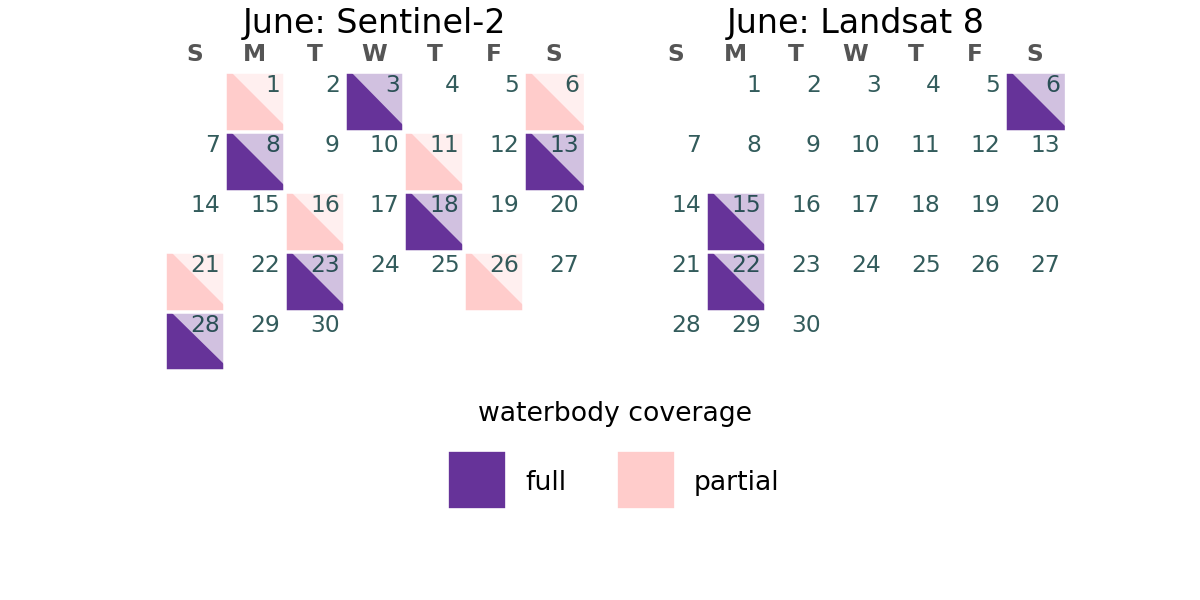 June: Sentinel-2
S M T W T F S
1 2 3 4 5 6
7 8 9 10 11 12 13
14 15 16 17 18 19 20
21 22 23 24 25 26 27
28 29 30
June: Landsat 8
S M T W T F S
1 2 3 4 5 6
7 8 9 10 11 12 13
14 15 16 17 18 19 20
21 22 23 24 25 26 27
28 29 30
waterbody coverage
full
partial